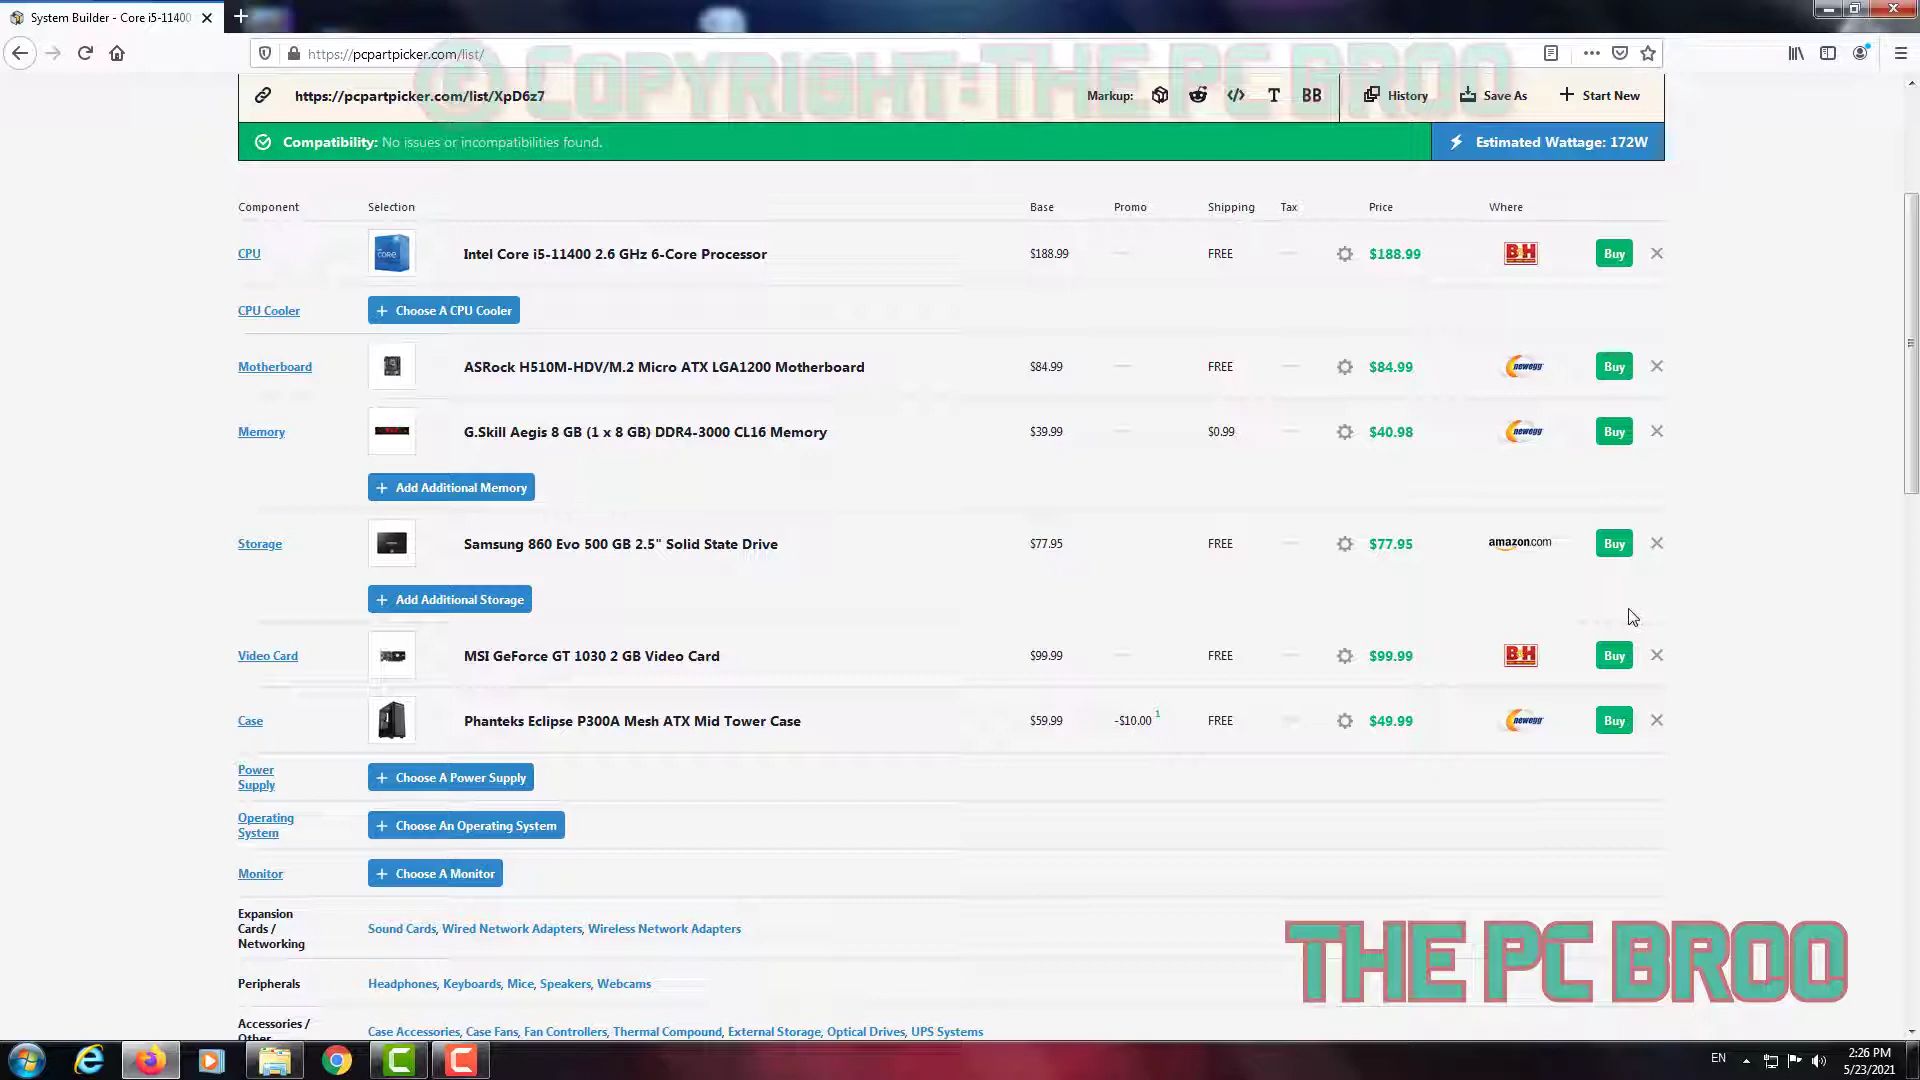 System Builder - Core i5-11400
https://pcpartpicker.com/list/
© COPYRIGHT:THE PC BROO
https://pcpartpicker.com/list/XpD6z7
Markup: </> T BB History Save As + Start New
Compatibility: No issues or incompatibilities found. Estimated Wattage: 172W
Component Selection Base Promo Shipping Tax Price Where
CPU CORE Intel Core i5-11400 2.6 GHz 6-Core Processor $188.99 — FREE — $188.99 B&H Buy
CPU Cooler + Choose A CPU Cooler
Motherboard ASRock H510M-HDV/M.2 Micro ATX LGA1200 Motherboard $84.99 — FREE — $84.99 newegg Buy
Memory G.Skill Aegis 8 GB (1 x 8 GB) DDR4-3000 CL16 Memory $39.99 — $0.99 — $40.98 newegg Buy
+ Add Additional Memory
Storage Samsung 860 Evo 500 GB 2.5" Solid State Drive $77.95 — FREE — $77.95 amazon.com Buy
+ Add Additional Storage
Video Card MSI GeForce GT 1030 2 GB Video Card $99.99 — FREE — $99.99 B&H Buy
Case Phanteks Eclipse P300A Mesh ATX Mid Tower Case $59.99 -$10.00 1 FREE — $49.99 newegg Buy
Power
Supply
+ Choose A Power Supply
Operating
System
+ Choose An Operating System
Monitor + Choose A Monitor
Expansion
Cards /
Networking
Sound Cards, Wired Network Adapters, Wireless Network Adapters
THE PC BROO
Peripherals Headphones, Keyboards, Mice, Speakers, Webcams
Accessories /
Other
Case Accessories, Case Fans, Fan Controllers, Thermal Compound, External Storage, Optical Drives, UPS Systems
EN
2:26 PM
5/23/2021